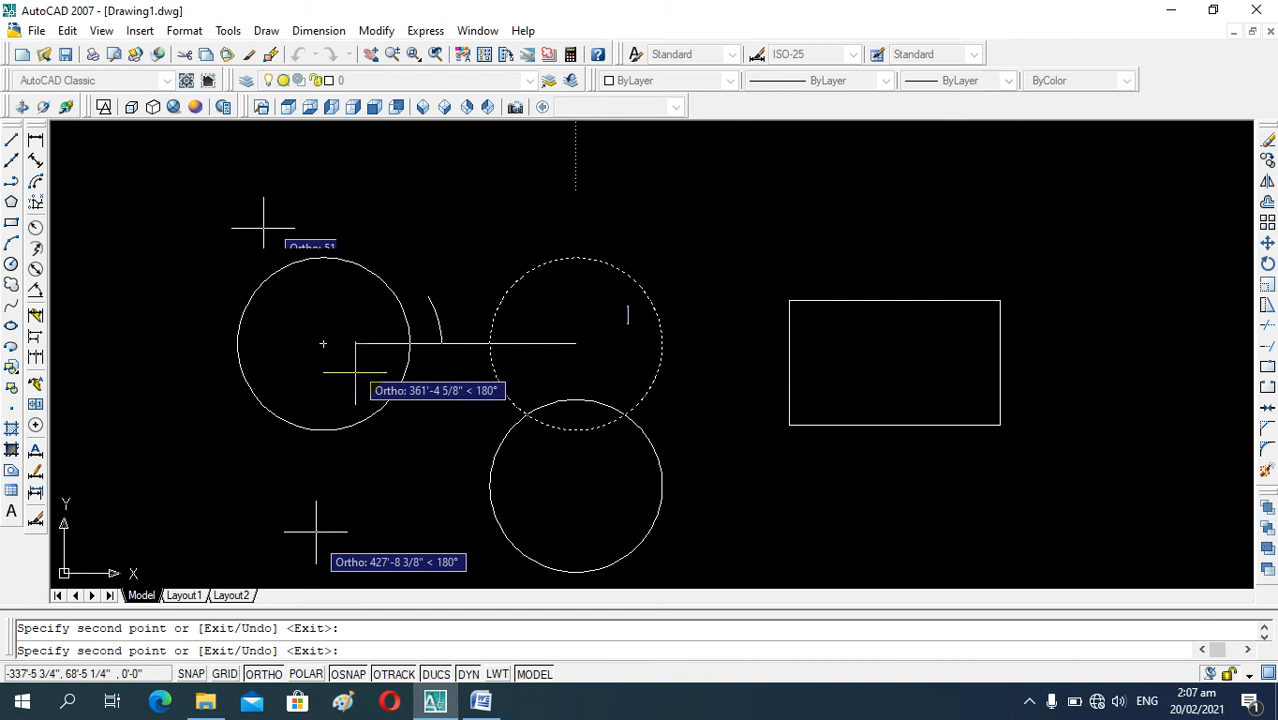 AutoCAD 2007 - [Drawing1.dwg]
File Edit View Insert Format Tools Draw Dimension Modify Express Window Help
Standard ISO-25 Standard
AutoCAD Classic 0 ByLayer ByLayer ByLayer ByColor
Ortho: 51
Ortho: 361'-4 5/8" < 180°
Ortho: 427'-8 3/8" < 180°
Y
X
A
Model Layout1 Layout2
Specify second point or [Exit/Undo] <Exit>:
Specify second point or [Exit/Undo] <Exit>:
-337'-5 3/4", 68'-5 1/4" , 0'-0" SNAP GRID ORTHO POLAR OSNAP OTRACK DUCS DYN LWT MODEL
ENG 2:07 am
20/02/2021